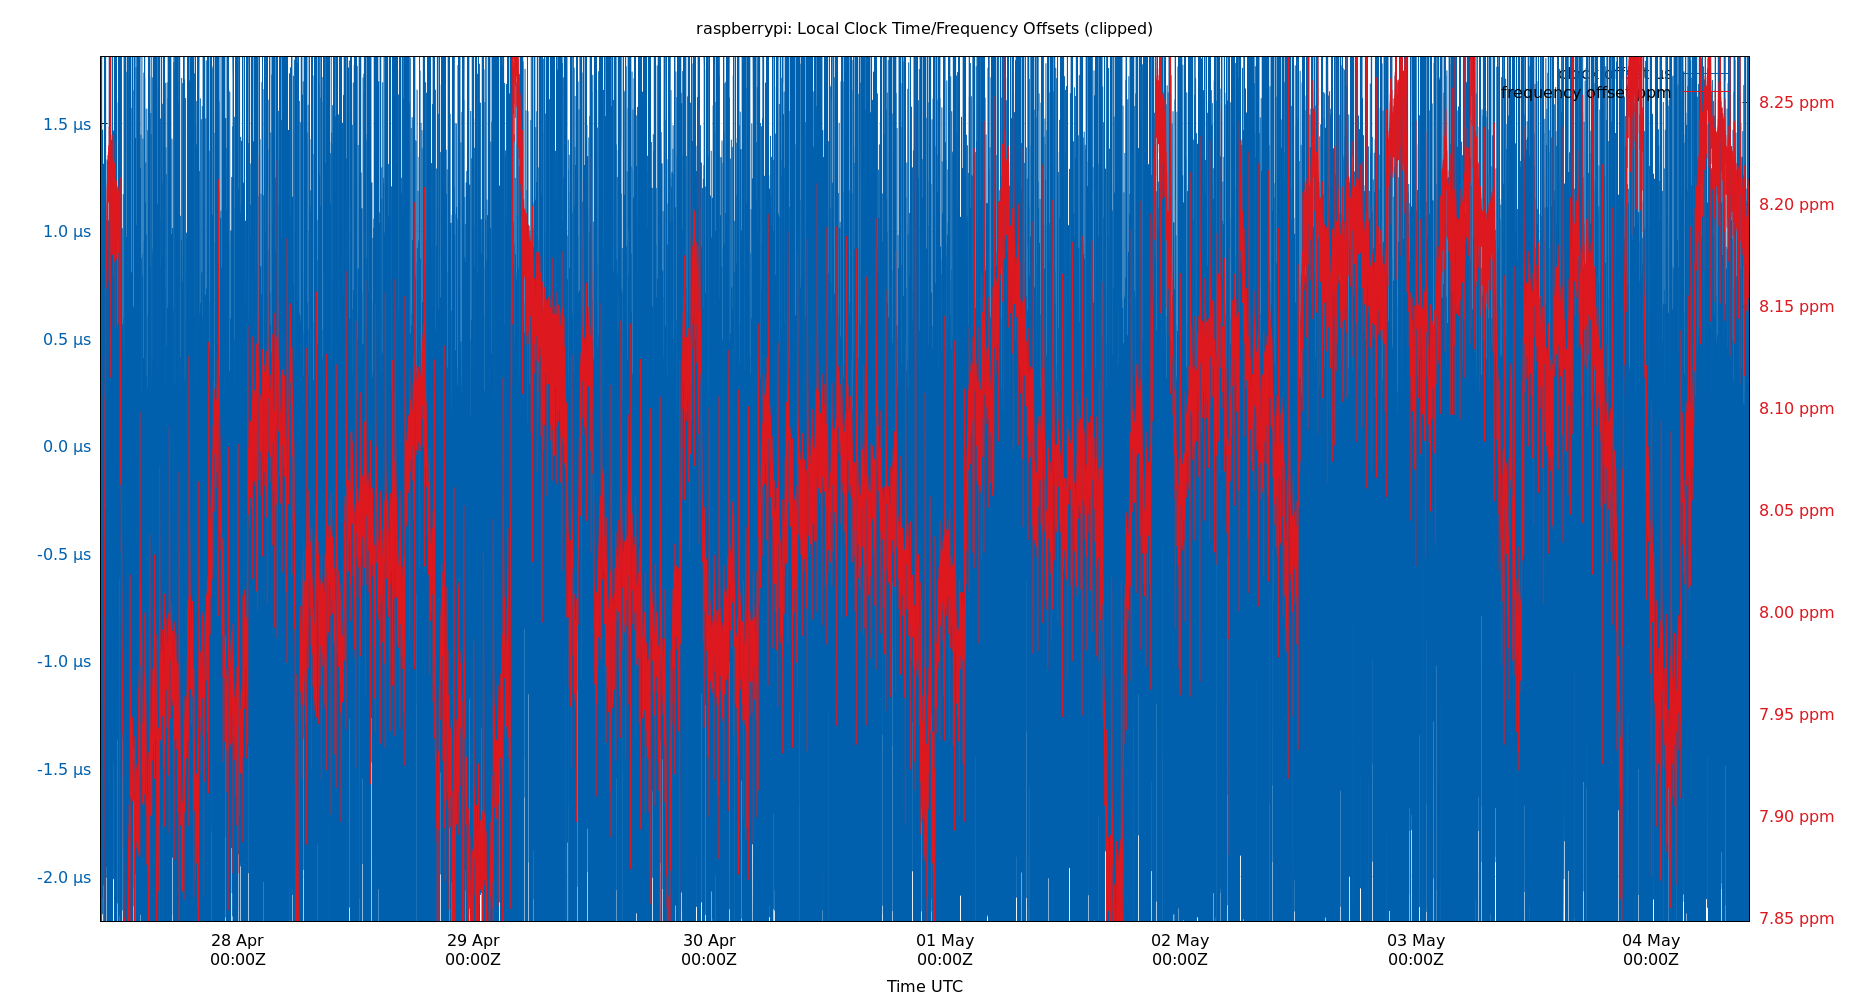 raspberrypi: Local Clock Time/Frequency Offsets (clipped)
clock offset us
frequency offset ppm
1.5 µs
1.0 µs
0.5 µs
0.0 µs
-0.5 µs
-1.0 µs
-1.5 µs
-2.0 µs
8.25 ppm
8.20 ppm
8.15 ppm
8.10 ppm
8.05 ppm
8.00 ppm
7.95 ppm
7.90 ppm
7.85 ppm
28 Apr 29 Apr 30 Apr 01 May 02 May 03 May 04 May
00:00Z 00:00Z 00:00Z 00:00Z 00:00Z 00:00Z 00:00Z
Time UTC